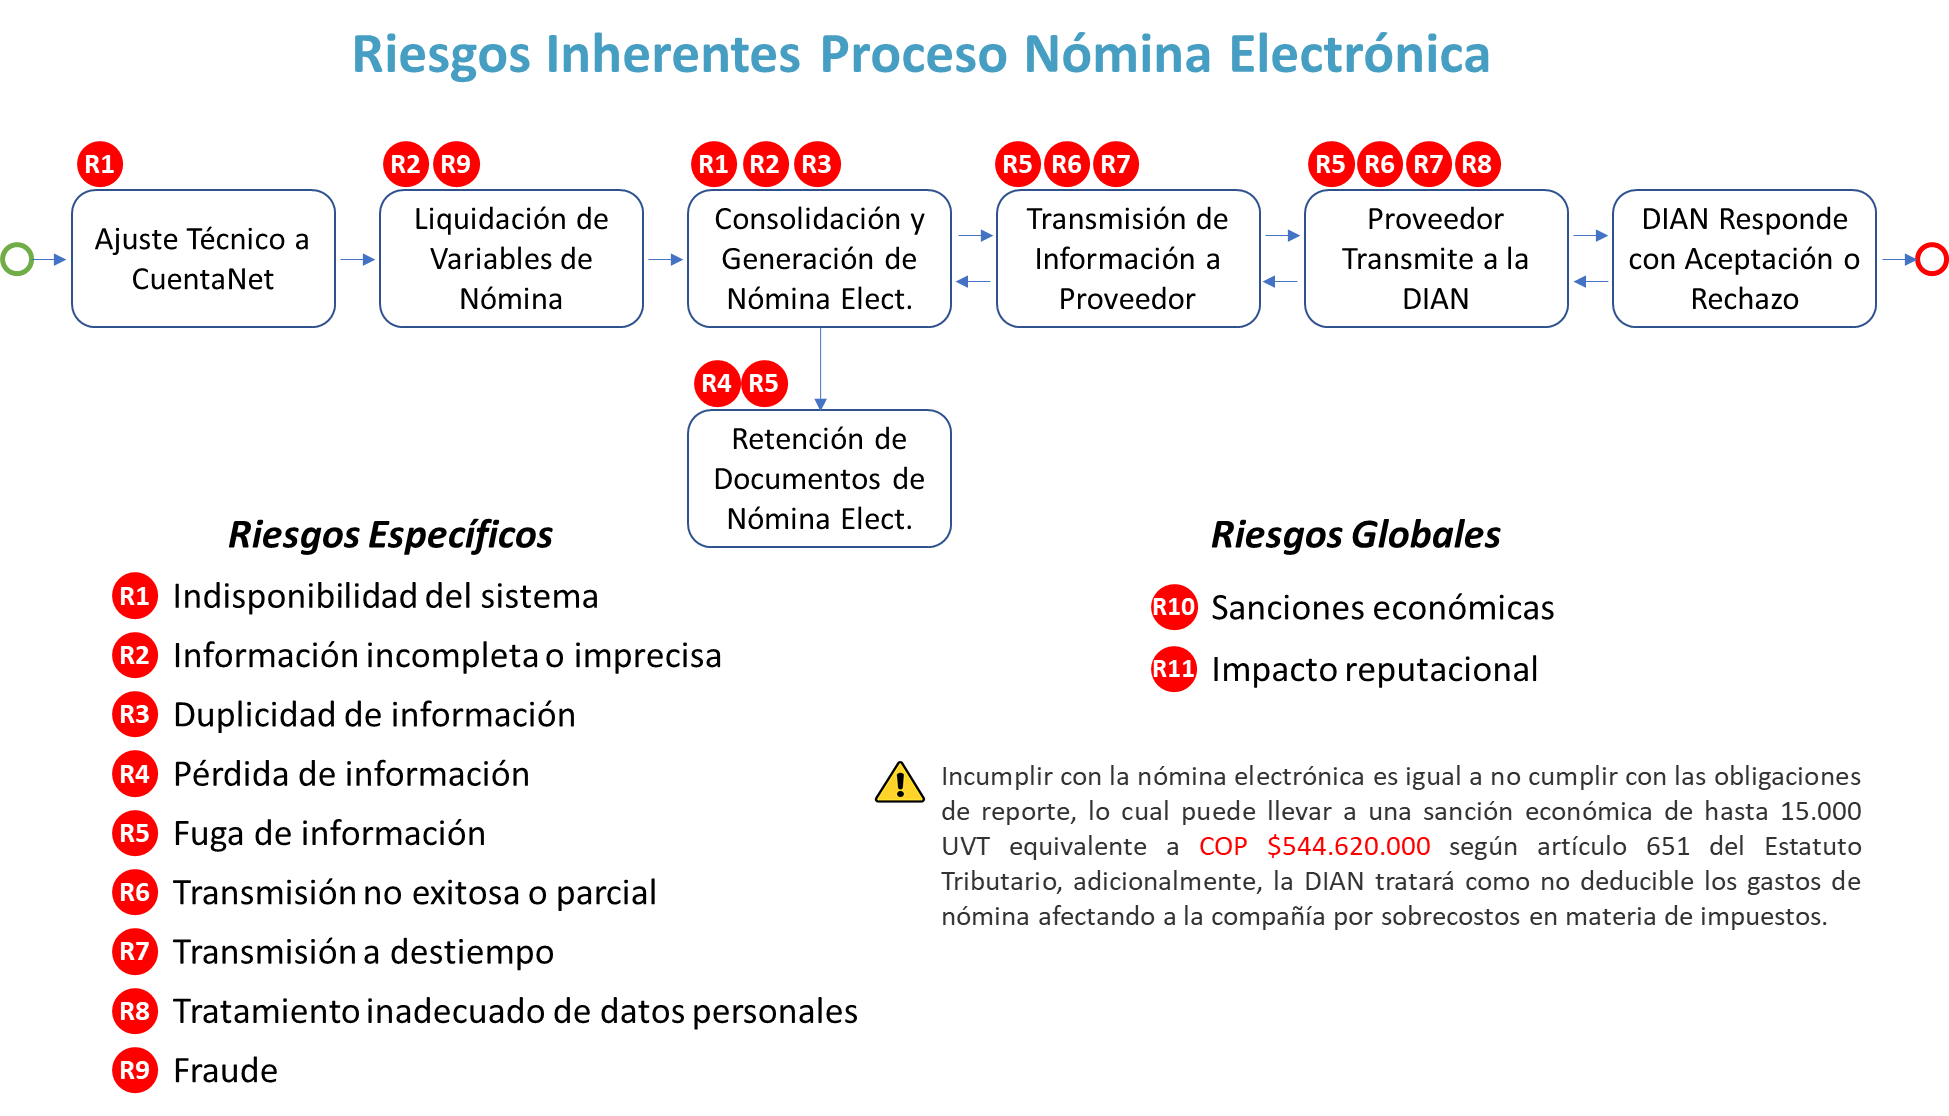 Riesgos Inherentes Proceso Nómina Electrónica
R1
R2 R9
R1 R2 R3
R5 R6 R7
R5 R6 R7 R8
Ajuste Técnico a
CuentaNet
Liquidación de
Variables de
Nómina
Consolidación y
Generación de
Nómina Elect.
Transmisión de
Información a
Proveedor
Proveedor
Transmite a la
DIAN
DIAN Responde
con Aceptación o
Rechazo
R4 R5
Retención de
Documentos de
Nómina Elect.
Riesgos Específicos
R1 Indisponibilidad del sistema
R2 Información incompleta o imprecisa
R3 Duplicidad de información
R4 Pérdida de información
R5 Fuga de información
R6 Transmisión no exitosa o parcial
R7 Transmisión a destiempo
R8 Tratamiento inadecuado de datos personales
R9 Fraude
Riesgos Globales
R10 Sanciones económicas
R11 Impacto reputacional
Incumplir con la nómina electrónica es igual a no cumplir con las obligaciones
de reporte, lo cual puede llevar a una sanción económica de hasta 15.000
UVT equivalente a COP $544.620.000 según artículo 651 del Estatuto
Tributario, adicionalmente, la DIAN tratará como no deducible los gastos de
nómina afectando a la compañía por sobrecostos en materia de impuestos.